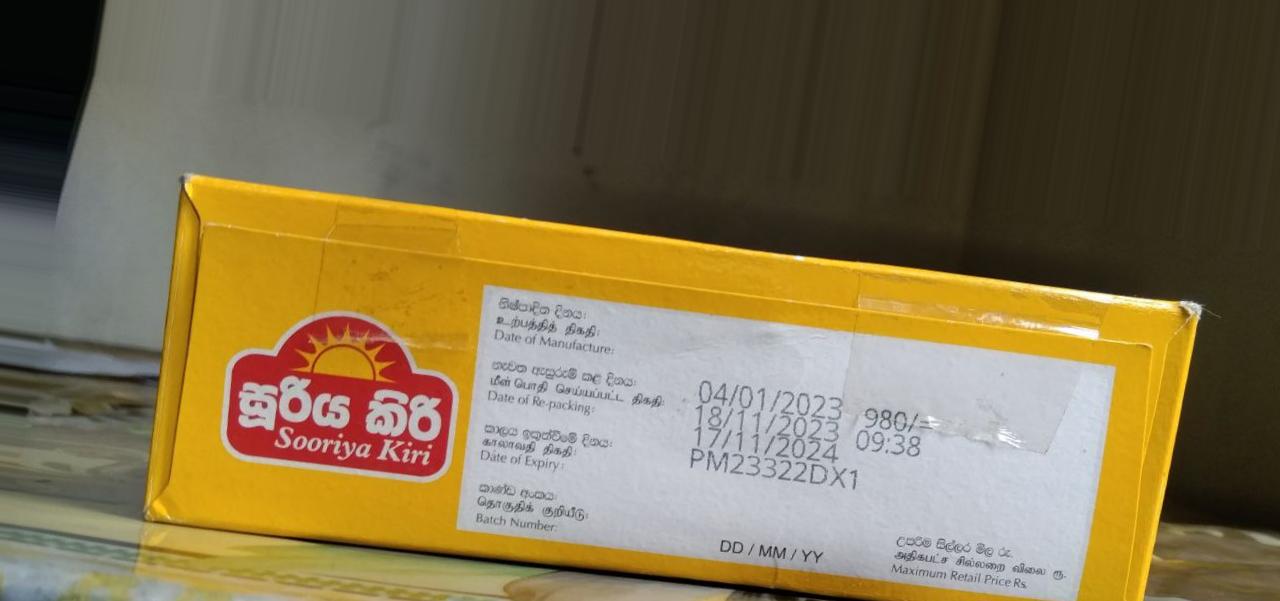 සූරිය කිරි
Sooriya Kiri
නිෂ්පාදිත දිනය:
உற்பத்தித் திகதி:
Date of Manufacture:
නැවත ඇසුරුම් කළ දිනය:
மீள் பொதி செய்யப்பட்ட திகதி:
Date of Re-packing:
කාලය ඉකුත්වීමේ දිනය:
காலாவதி திகதி:
Date of Expiry:
කාණ්ඩ අංකය:
தொகுதிக் குறியீடு:
Batch Number:
04/01/2023 980/=
18/11/2023 09:38
17/11/2024
PM23322DX1
DD / MM / YY
උපරිම සිල්ලර මිල රු.
அதிகபட்ச சில்லறை விலை ரூ.
Maximum Retail Price Rs.